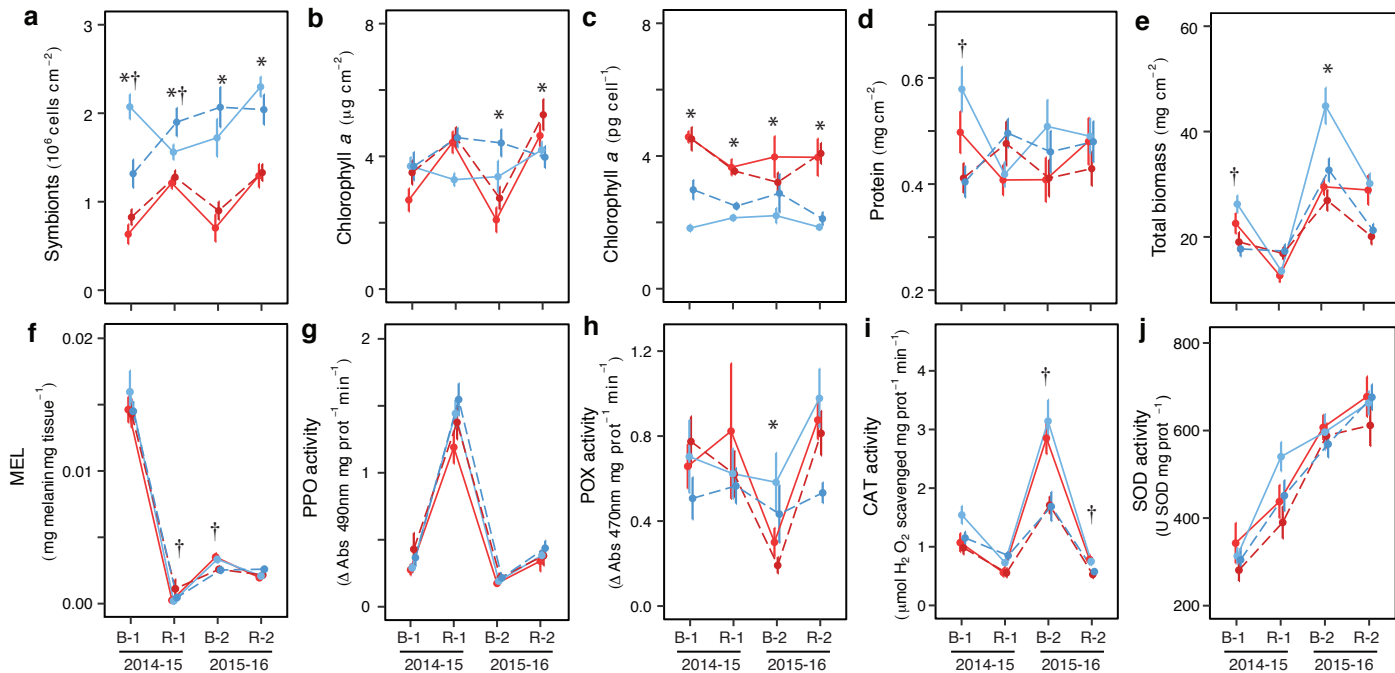 a
Symbionts (10⁶ cells cm⁻²)
3
2
1
0
*†
*†
*
*
b
Chlorophyll a (µg cm⁻²)
8
4
0
*
*
c
Chlorophyll a (pg cell⁻¹)
8
4
0
*
*
*
*
d
Protein (mg cm⁻²)
0.6
0.4
0.2
†
e
Total biomass (mg cm⁻²)
60
40
20
†
*
f
MEL
(mg melanin mg tissue⁻¹)
0.02
0.01
0.00
†
†
B-1 R-1 B-2 R-2
2014-15 2015-16
g
PPO activity
(Δ Abs 490nm mg prot⁻¹ min⁻¹)
2
1
0
B-1 R-1 B-2 R-2
2014-15 2015-16
h
POX activity
(Δ Abs 470nm mg prot⁻¹ min⁻¹)
1.2
0.8
0.4
0.0
*
B-1 R-1 B-2 R-2
2014-15 2015-16
i
CAT activity
(µmol H₂O₂ scavenged mg prot⁻¹ min⁻¹)
4
3
2
1
0
†
†
B-1 R-1 B-2 R-2
2014-15 2015-16
j
SOD activity
(U SOD mg prot⁻¹)
800
600
400
200
B-1 R-1 B-2 R-2
2014-15 2015-16